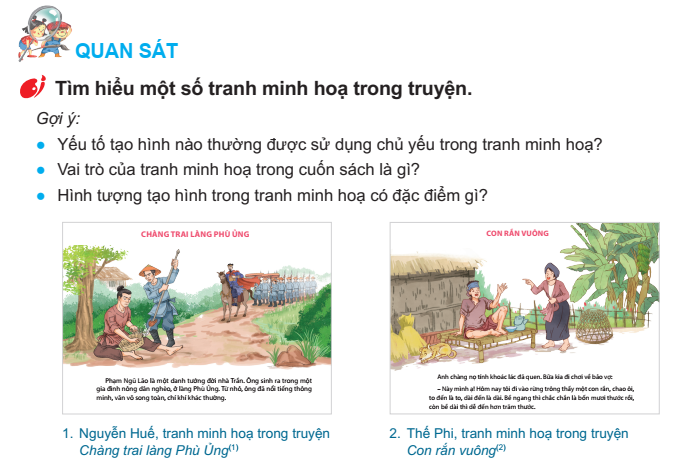 QUAN SÁT
Tìm hiểu một số tranh minh hoạ trong truyện.
Gợi ý:
• Yếu tố tạo hình nào thường được sử dụng chủ yếu trong tranh minh hoạ?
• Vai trò của tranh minh hoạ trong cuốn sách là gì?
• Hình tượng tạo hình trong tranh minh hoạ có đặc điểm gì?
CHÀNG TRAI LÀNG PHÙ ỦNG
Phạm Ngũ Lão là một danh tướng đời nhà Trần. Ông sinh ra trong một
gia đình nông dân nghèo, ở làng Phù Ủng. Từ nhỏ, ông đã nổi tiếng thông
minh, văn võ song toàn, chí khí khác thường.
1. Nguyễn Huế, tranh minh hoạ trong truyện
Chàng trai làng Phù Ủng(1)
CON RẮN VUÔNG
Anh chàng nọ tính khoác lác đã quen. Bữa kia đi chơi về bảo vợ:
– Này mình ạ! Hôm nay tôi đi vào rừng trông thấy một con rắn, chao ôi,
to đến là to, dài đến là dài. Bề ngang thì chắc chắn là bốn mươi thước rồi,
còn bề dài thì dễ đến hơn trăm thước.
2. Thế Phi, tranh minh hoạ trong truyện
Con rắn vuông(2)